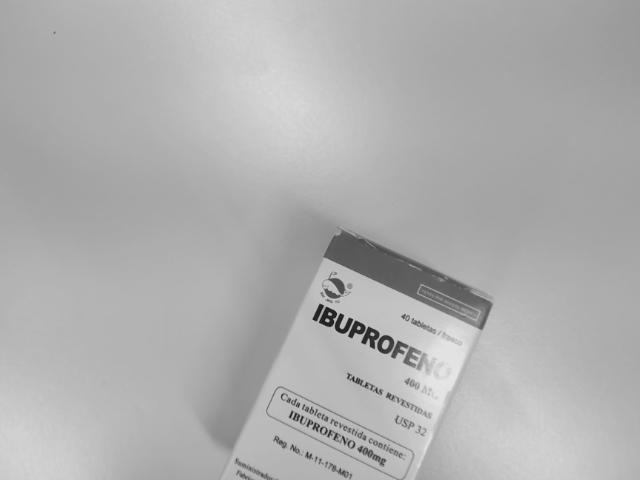 40 tabletas / frasco
IBUPROFENO
400 MG
TABLETAS REVESTIDAS
USP 32
Cada tableta revestida contiene:
IBUPROFENO 400mg
Reg. No.: M-11-178-M01